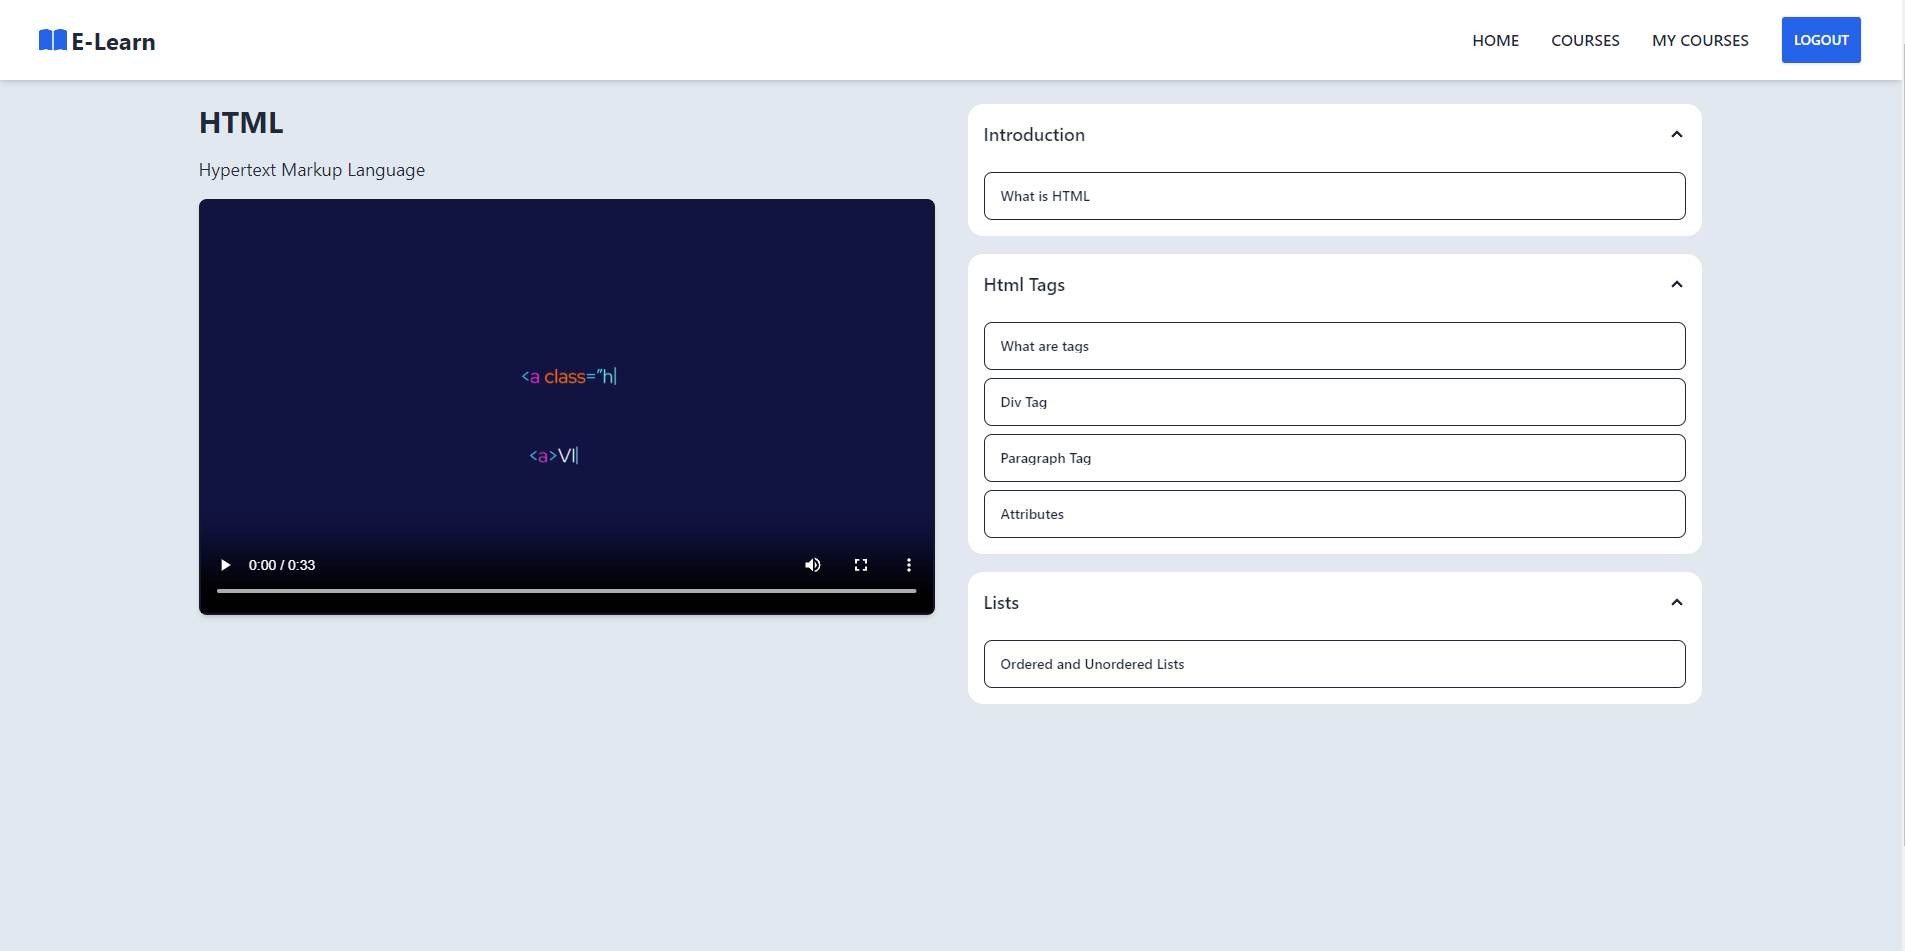 E-Learn
HOME
COURSES
MY COURSES
LOGOUT
HTML
Hypertext Markup Language
<a class="h|
<a>VI|
0:00 / 0:33
Introduction
What is HTML
Html Tags
What are tags
Div Tag
Paragraph Tag
Attributes
Lists
Ordered and Unordered Lists